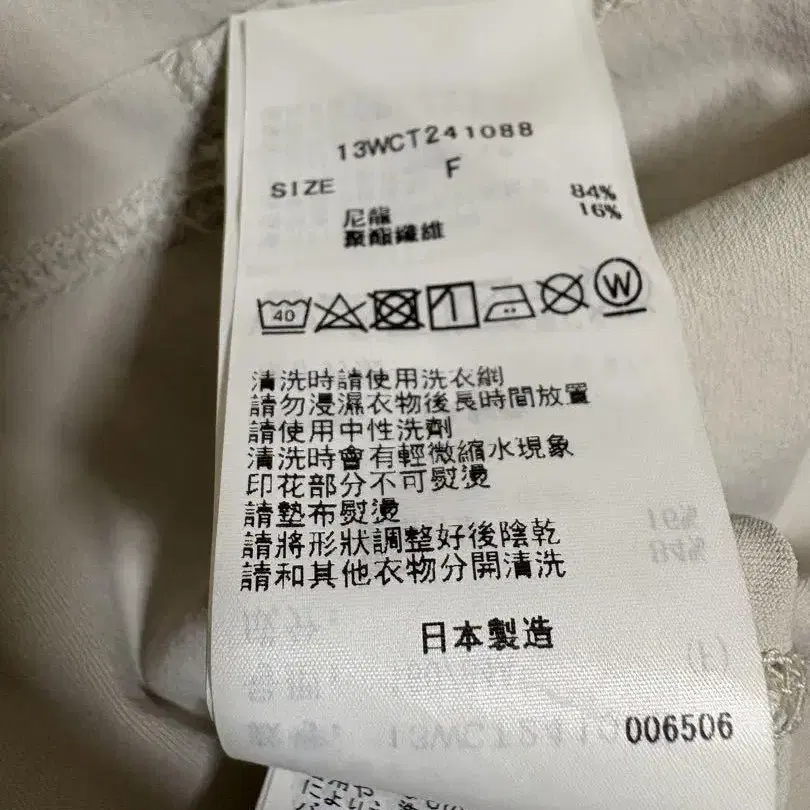 13WCT241088
SIZE F
尼龍 84%
聚酯纖維 16%
40 W
清洗時請使用洗衣網
請勿浸濕衣物後長時間放置
請使用中性洗劑
清洗時會有輕微縮水現象
印花部分不可熨燙
請墊布熨燙
請將形狀調整好後陰乾
請和其他衣物分開清洗
日本製造
006506